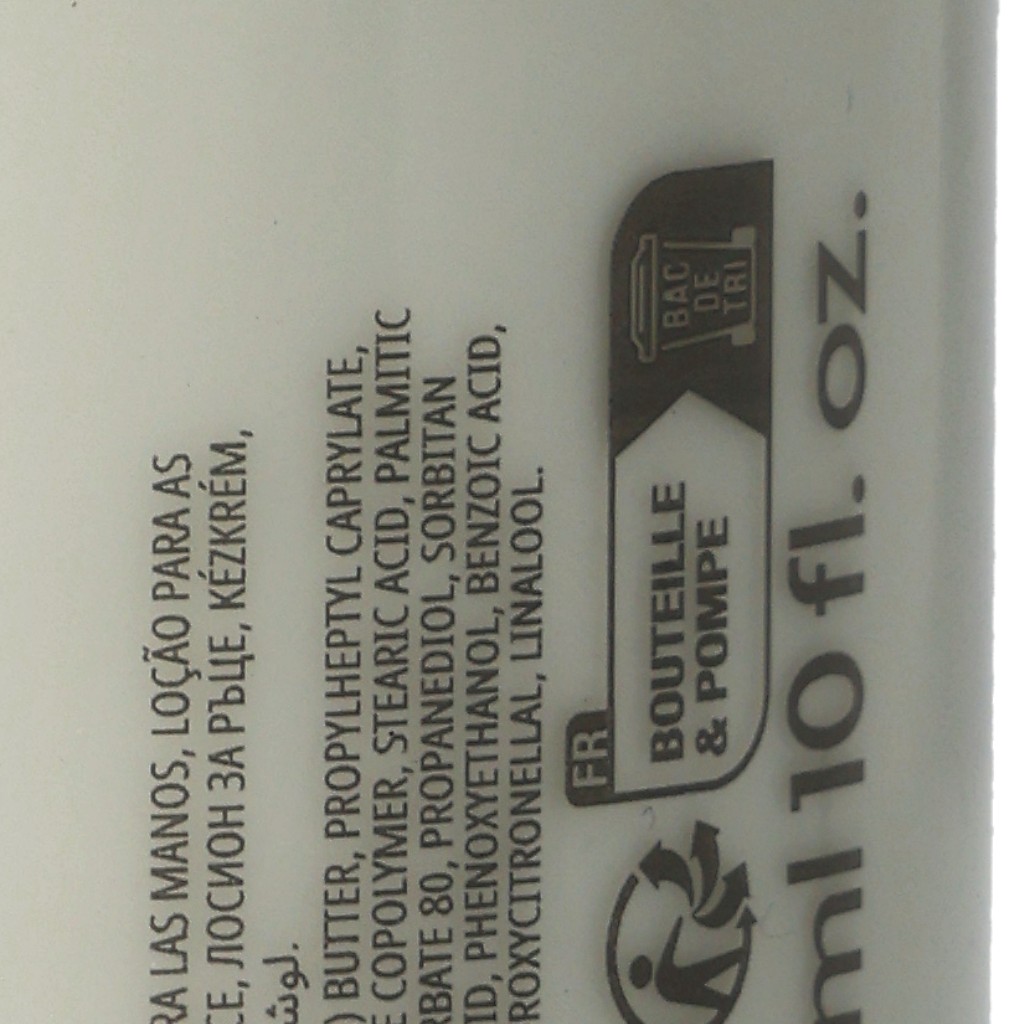 RA LAS MANOS, LOÇÃO PARA AS
CE, ЛОСИОН ЗА РЪЦЕ, KÉZKRÉM,
لوشـ
) BUTTER, PROPYLHEPTYL CAPRYLATE,
E COPOLYMER, STEARIC ACID, PALMITIC
RBATE 80, PROPANEDIOL, SORBITAN
ID, PHENOXYETHANOL, BENZOIC ACID,
ROXYCITRONELLAL, LINALOOL.
FR
BOUTEILLE
& POMPE
BAC
DE
TRI
ml 10 fl. oz.